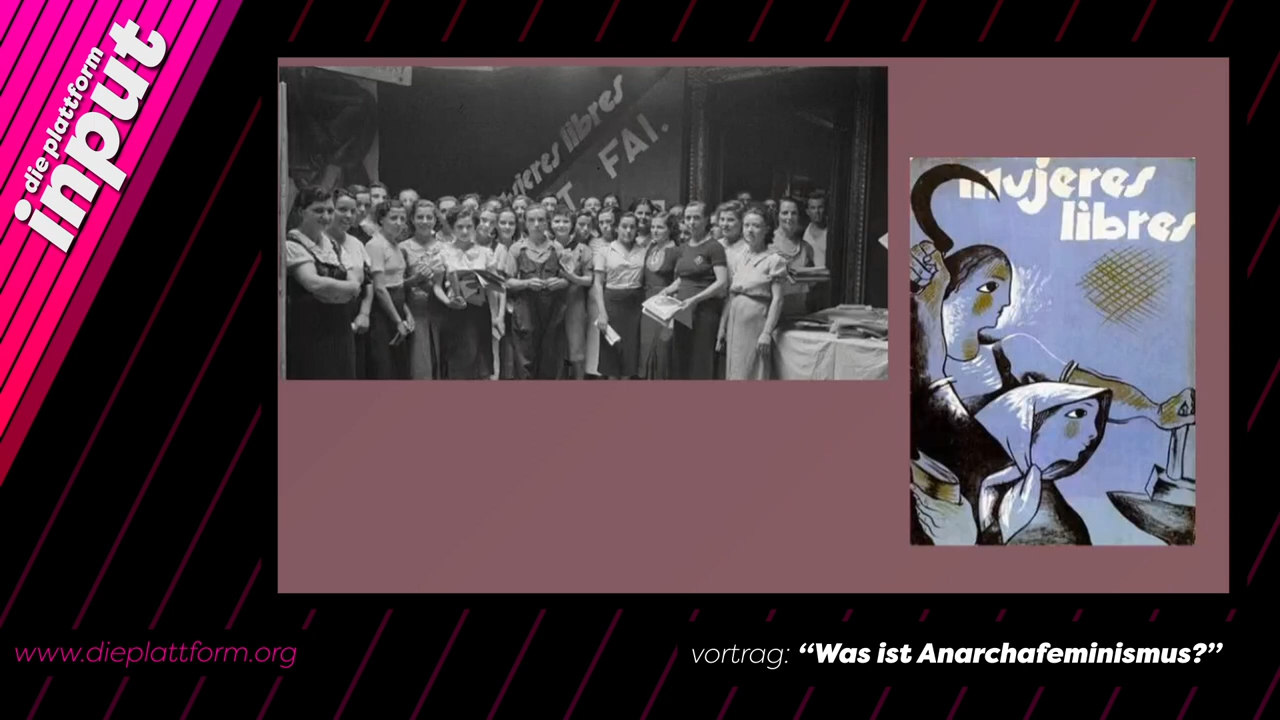 die plattform
input
mujeres libres
FAI.
mujeres
libres
www.dieplattform.org
vortrag: “Was ist Anarchafeminismus?”